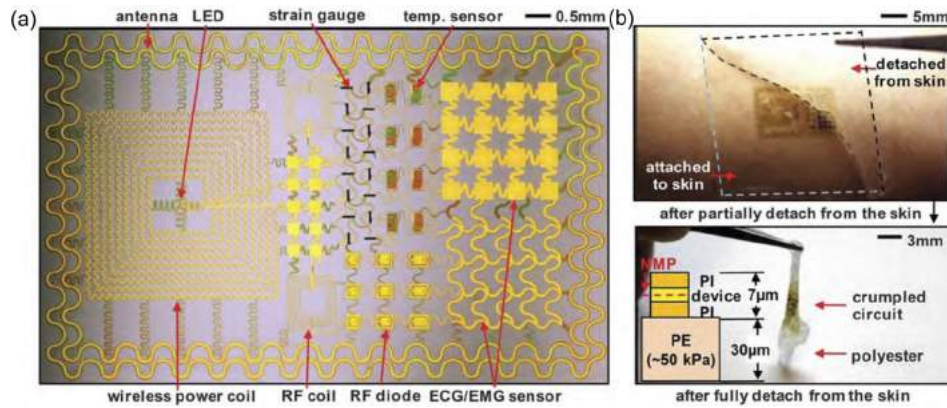 (a)
antenna LED strain gauge temp. sensor 0.5mm
wireless power coil RF coil RF diode ECG/EMG sensor
(b)
5mm
detached
from skin
attached
to skin
after partially detach from the skin
3mm
NMP
PI
device
PI
7µm
PE
(~50 kPa)
30µm
crumpled
circuit
polyester
after fully detach from the skin